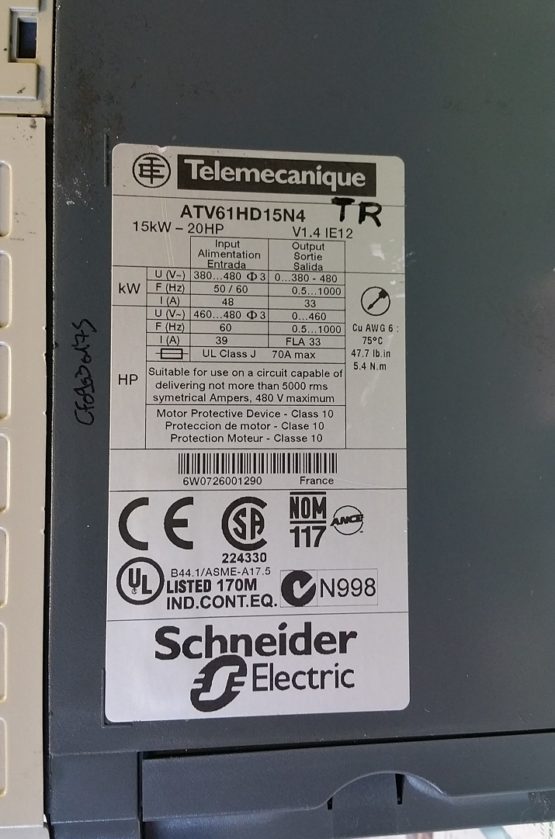 Telemecanique
ATV61HD15N4 TR
15kW - 20HP V1.4 IE12
Input Output
Alimentation Sortie
Entrada Salida
kW
U (V~) 380...480 Φ 3 0...380 - 480
F (Hz) 50 / 60 0.5...1000
I (A) 48 33
HP
U (V~) 460...480 Φ 3 0...460
F (Hz) 60 0.5...1000
I (A) 39 FLA 33
UL Class J 70A max
Cu AWG 6 :
75°C
47.7 lb.in
5.4 N.m
Suitable for use on a circuit capable of
delivering not more than 5000 rms
symetrical Ampers, 480 V maximum
Motor Protective Device - Class 10
Proteccion de motor - Clase 10
Protection Moteur - Classe 10
6W0726001290 France
CE SA NOM
117 ANCE
224330
UL B44.1/ASME-A17.5
LISTED 170M
IND.CONT.EQ. N998
Schneider
Electric